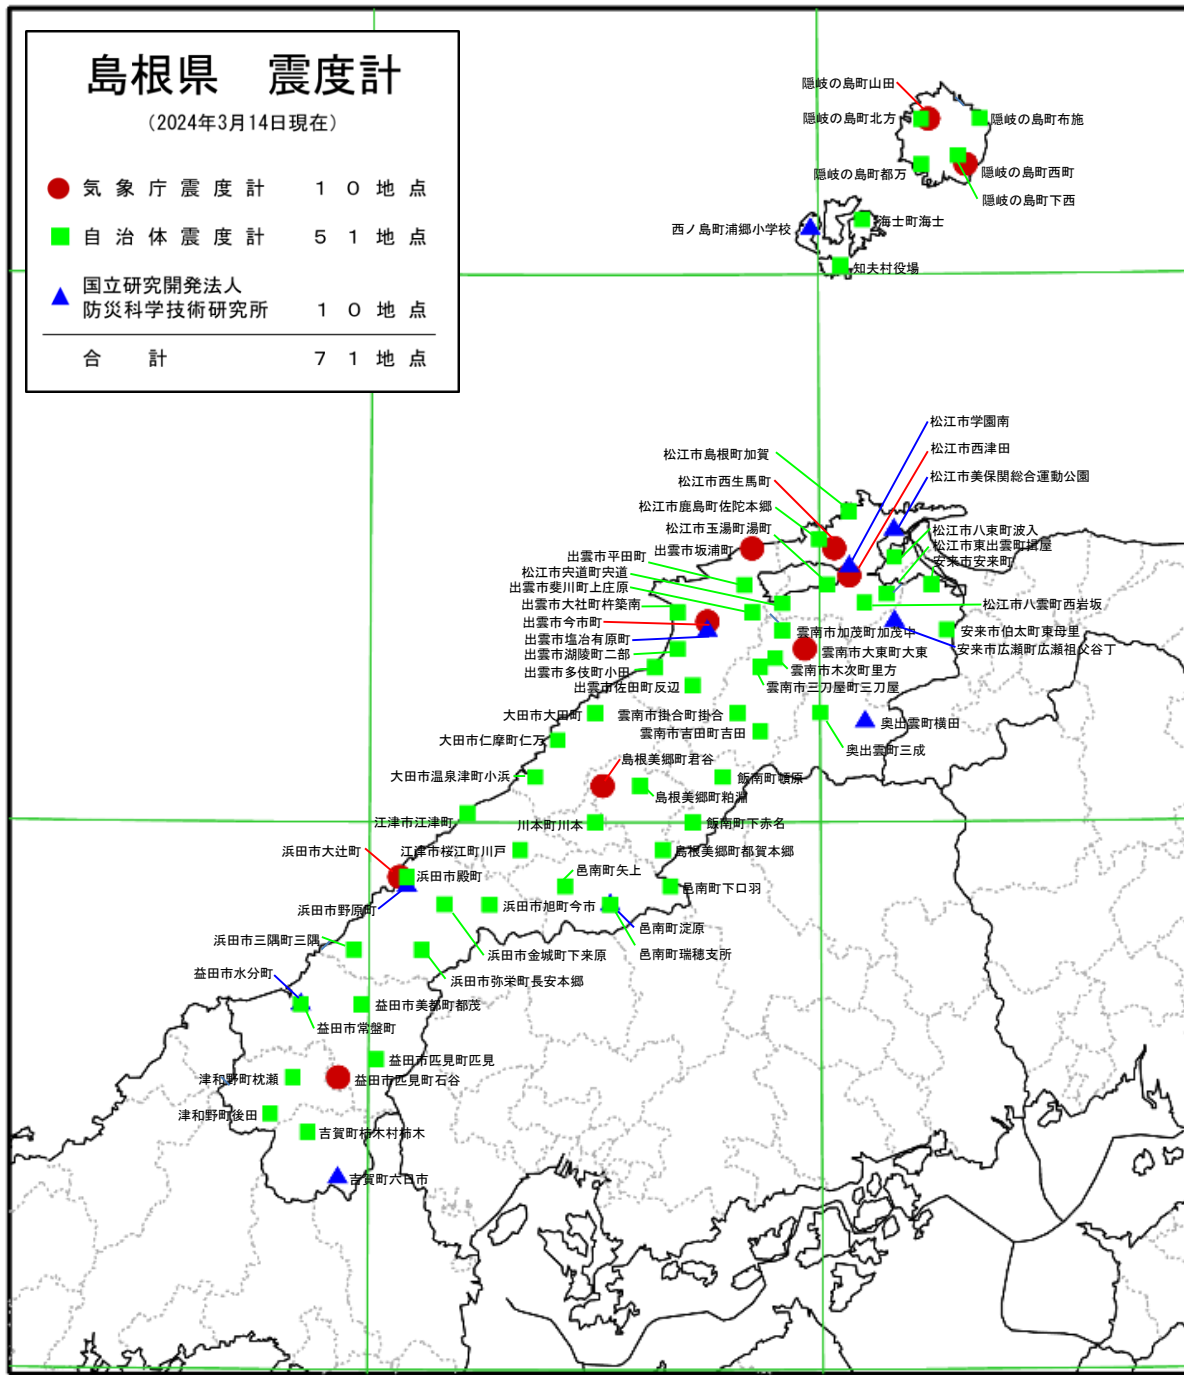 島根県 震度計
（2024年3月14日現在）
気象庁震度計 １０地点
自治体震度計 ５１地点
国立研究開発法人
防災科学技術研究所 １０地点
合計 ７１地点
隠岐の島町山田
隠岐の島町北方
隠岐の島町布施
隠岐の島町都万
隠岐の島町西町
隠岐の島町下西
西ノ島町浦郷小学校
海士町海士
知夫村役場
松江市学園南
松江市島根町加賀
松江市西津田
松江市西生馬町
松江市美保関総合運動公園
松江市鹿島町佐陀本郷
松江市玉湯町湯町
松江市八束町波入
松江市東出雲町揖屋
出雲市平田町
出雲市坂浦町
安来市安来町
松江市宍道町宍道
出雲市斐川町上庄原
出雲市大社町杵築南
松江市八雲町西岩坂
出雲市今市町
出雲市塩冶有原町
雲南市加茂町加茂中
安来市伯太町東母里
出雲市湖陵町二部
雲南市大東町大東
安来市広瀬町広瀬祖父谷丁
出雲市多伎町小田
雲南市木次町里方
出雲市佐田町反辺
雲南市三刀屋町三刀屋
大田市大田町
雲南市掛合町掛合
奥出雲町横田
雲南市吉田町吉田
大田市仁摩町仁万
奥出雲町三成
島根美郷町君谷
大田市温泉津町小浜
飯南町頓原
島根美郷町粕淵
江津市江津町
川本町川本
飯南町下赤名
浜田市大辻町
江津市桜江町川戸
島根美郷町都賀本郷
浜田市殿町
邑南町矢上
邑南町下口羽
浜田市野原町
浜田市旭町今市
邑南町淀原
浜田市三隅町三隅
浜田市金城町下来原
邑南町瑞穂支所
益田市水分町
浜田市弥栄町長安本郷
益田市美都町都茂
益田市常盤町
益田市匹見町匹見
津和野町枕瀬
益田市匹見町石谷
津和野町後田
吉賀町柿木村柿木
吉賀町六日市